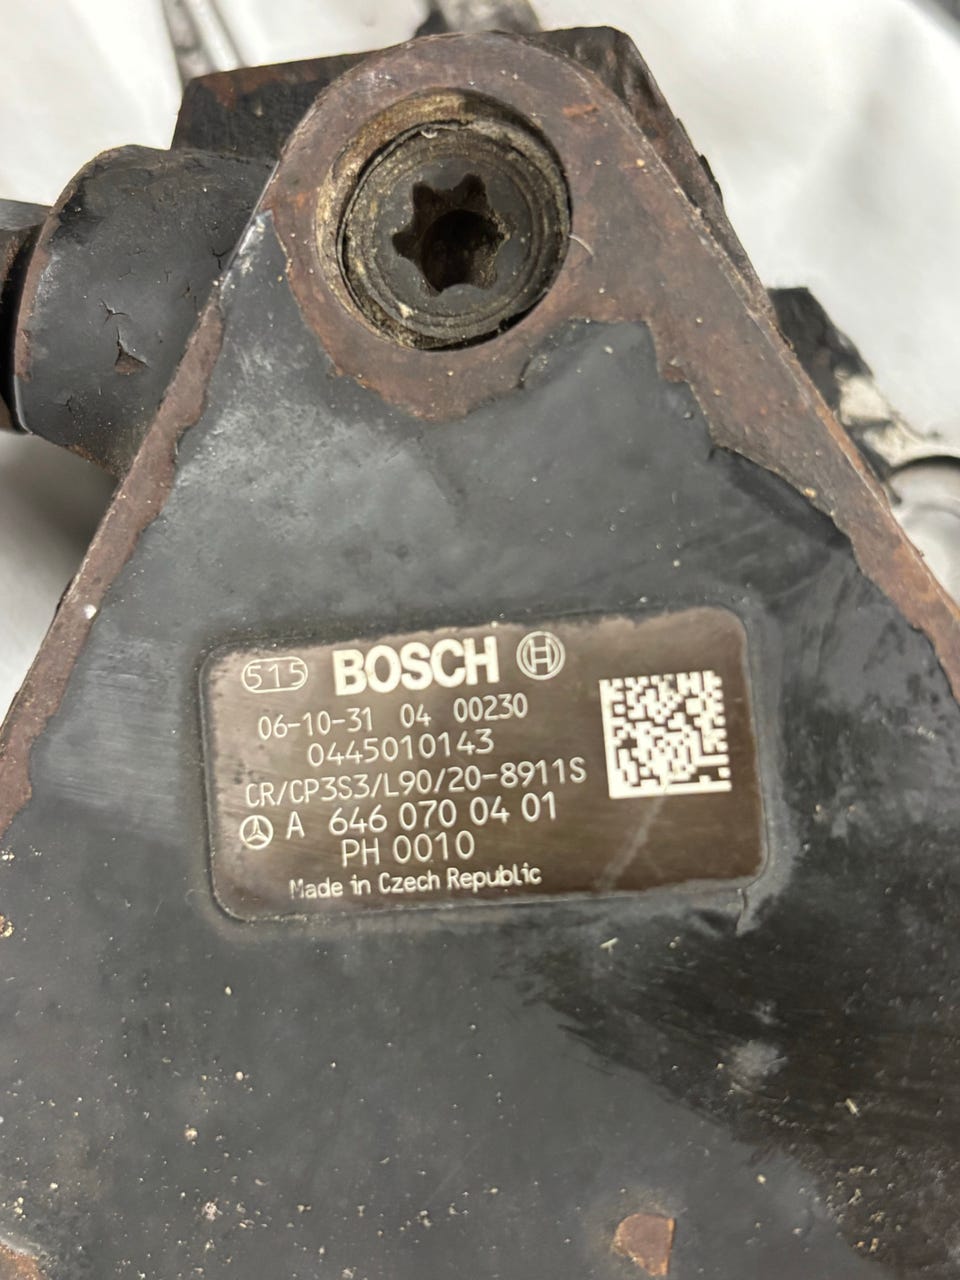 515 BOSCH
06-10-31 04 00230
0445010143
CR/CP3S3/L90/20-8911S
A 646 070 04 01
PH 0010
Made in Czech Republic